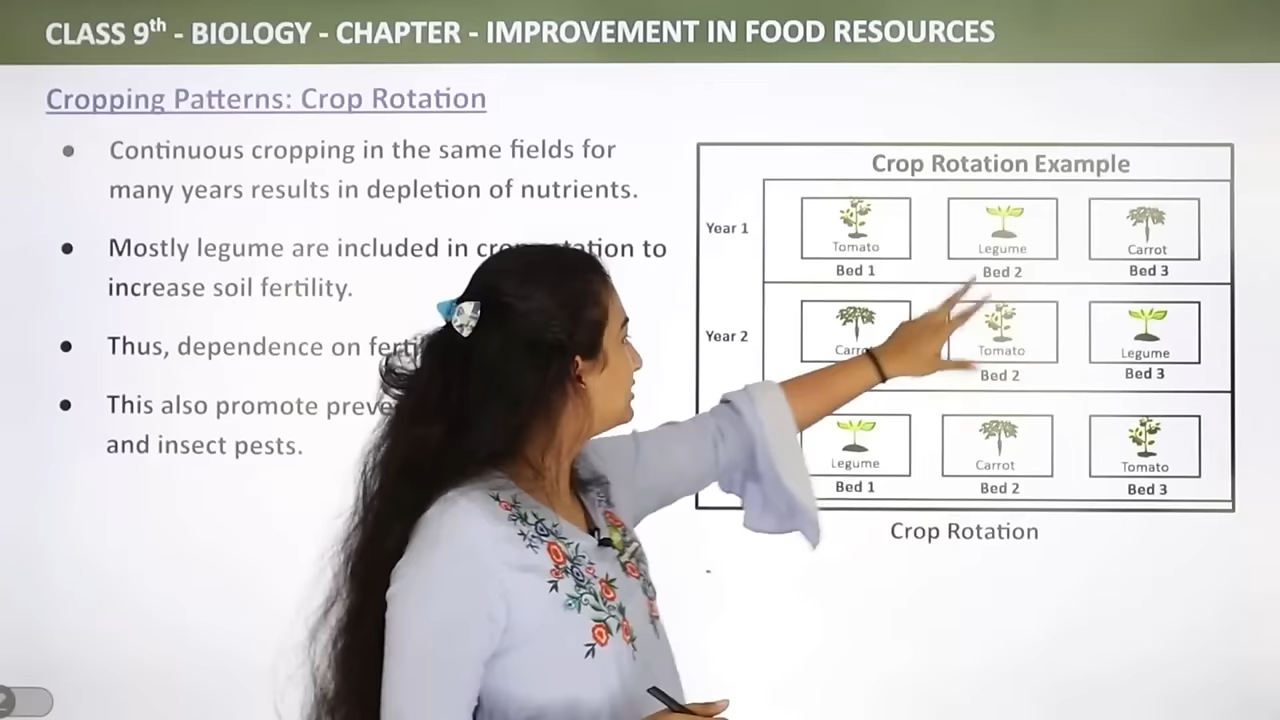 CLASS 9th - BIOLOGY - CHAPTER - IMPROVEMENT IN FOOD RESOURCES
Cropping Patterns: Crop Rotation
Continuous cropping in the same fields for
many years results in depletion of nutrients.
Mostly legume are included in to
increase soil fertility.
Thus, dependence on
This also promote
and insect pests.
Crop Rotation Example
Year 1
Tomato
Legume
Carrot
Bed 1
Bed 2
Bed 3
Year 2
Tomato
Legume
Bed 2
Bed 3
Legume
Carrot
Tomato
Bed 1
Bed 2
Bed 3
Crop Rotation